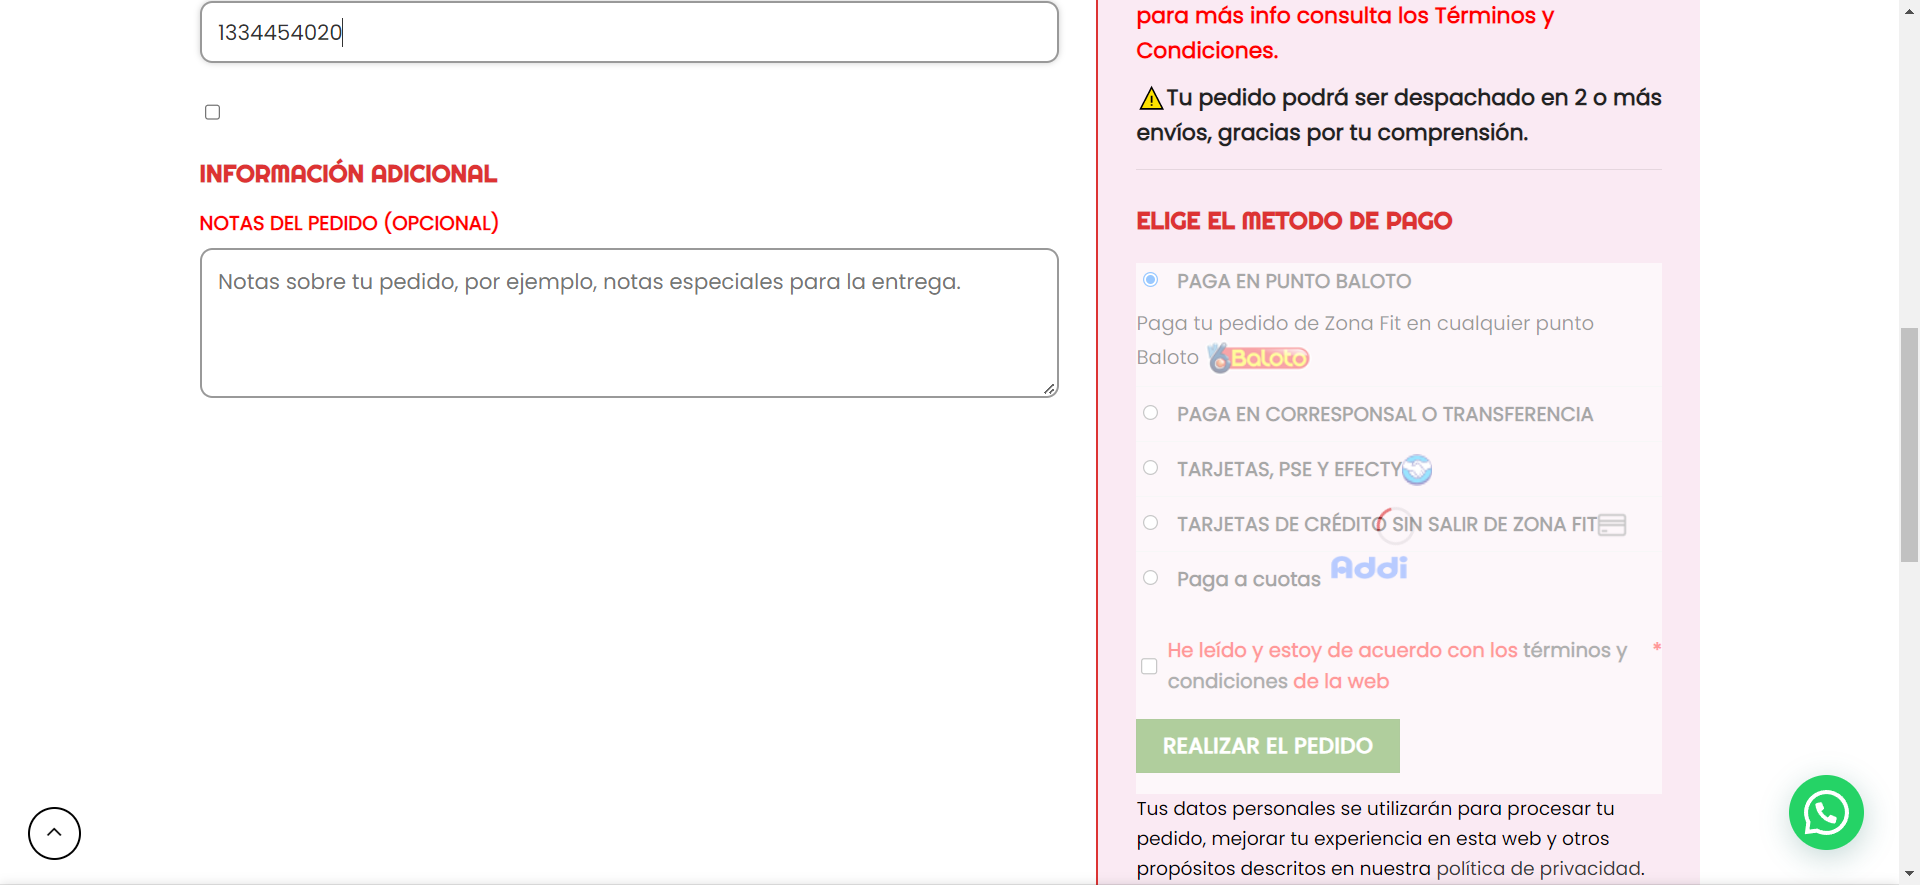 1334454020
INFORMACIÓN ADICIONAL
NOTAS DEL PEDIDO (OPCIONAL)
Notas sobre tu pedido, por ejemplo, notas especiales para la entrega.
para más info consulta los Términos y
Condiciones.
⚠Tu pedido podrá ser despachado en 2 o más
envíos, gracias por tu comprensión.
ELIGE EL METODO DE PAGO
PAGA EN PUNTO BALOTO
Paga tu pedido de Zona Fit en cualquier punto
Baloto Baloto
PAGA EN CORRESPONSAL O TRANSFERENCIA
TARJETAS, PSE Y EFECTY
TARJETAS DE CRÉDITO SIN SALIR DE ZONA FIT
Paga a cuotas Addi
He leído y estoy de acuerdo con los términos y *
condiciones de la web
REALIZAR EL PEDIDO
Tus datos personales se utilizarán para procesar tu
pedido, mejorar tu experiencia en esta web y otros
propósitos descritos en nuestra política de privacidad.